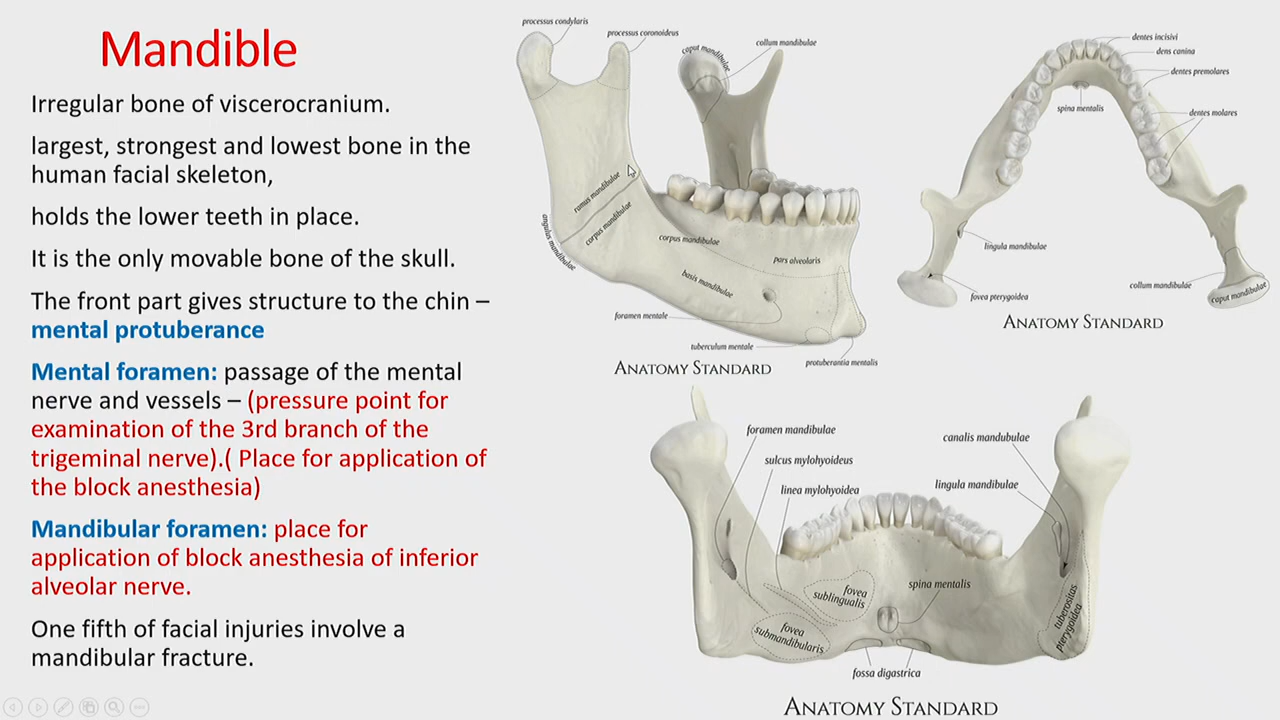 Mandible
Irregular bone of viscerocranium.
largest, strongest and lowest bone in the
human facial skeleton,
holds the lower teeth in place.
It is the only movable bone of the skull.
The front part gives structure to the chin –
mental protuberance
Mental foramen: passage of the mental
nerve and vessels – (pressure point for
examination of the 3rd branch of the
trigeminal nerve).( Place for application of
the block anesthesia)
Mandibular foramen: place for
application of block anesthesia of inferior
alveolar nerve.
One fifth of facial injuries involve a
mandibular fracture.
processus condylaris
processus coronoideus
caput mandibulae
collum mandibulae
ramus mandibulae
corpus mandibulae
angulus mandibulae
corpus mandibulae
pars alveolaris
basis mandibulae
foramen mentale
tuberculum mentale
protuberantia mentalis
ANATOMY STANDARD
dentes incisivi
dens canina
dentes premolares
spina mentalis
dentes molares
lingula mandibulae
fovea pterygoidea
collum mandibulae
caput mandibulae
ANATOMY STANDARD
foramen mandibulae
canalis mandubulae
sulcus mylohyoideus
lingula mandibulae
linea mylohyoidea
fovea
sublingualis
spina mentalis
fovea
submandibularis
tuberositas
pterygoidea
fossa digastrica
ANATOMY STANDARD